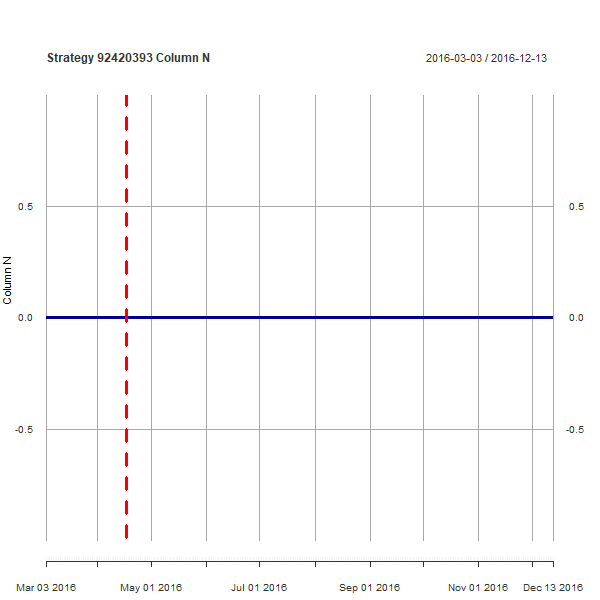 Strategy 92420393 Column N
2016-03-03 / 2016-12-13
0.5
0.5
Column N
0.0
0.0
-0.5
-0.5
Mar 03 2016
May 01 2016
Jul 01 2016
Sep 01 2016
Nov 01 2016
Dec 13 2016